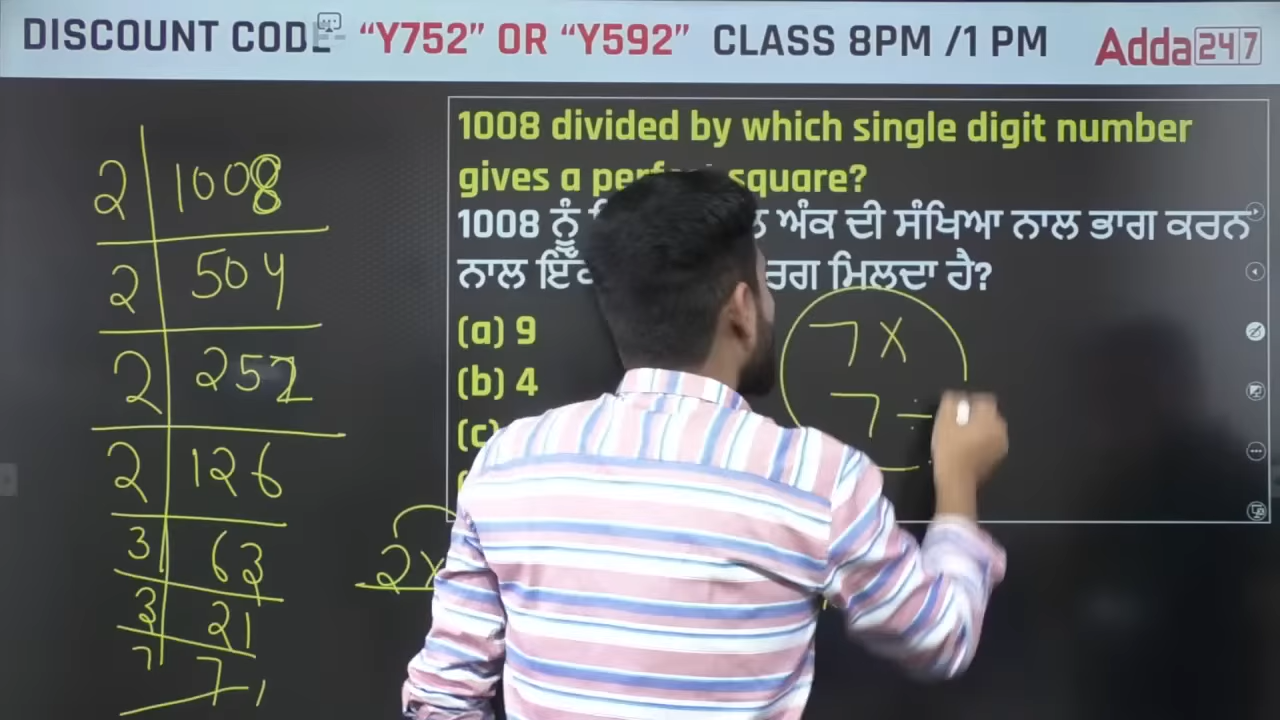 DISCOUNT CODE “Y752” OR “Y592” CLASS 8PM /1 PM
Adda247
1008 divided by which single digit number
gives a perfect square?
1008 ਨੂੰ ਅੰਕ ਦੀ ਸੰਖਿਆ ਨਾਲ ਭਾਗ ਕਰਨ
ਨਾਲ ਮਿਲਦਾ ਹੈ?
(a) 9
(b) 4
(c)
2 1008
2 504
2 252
2 126
3 63
3 21
7 7
1
2 x
7 x
7 ÷